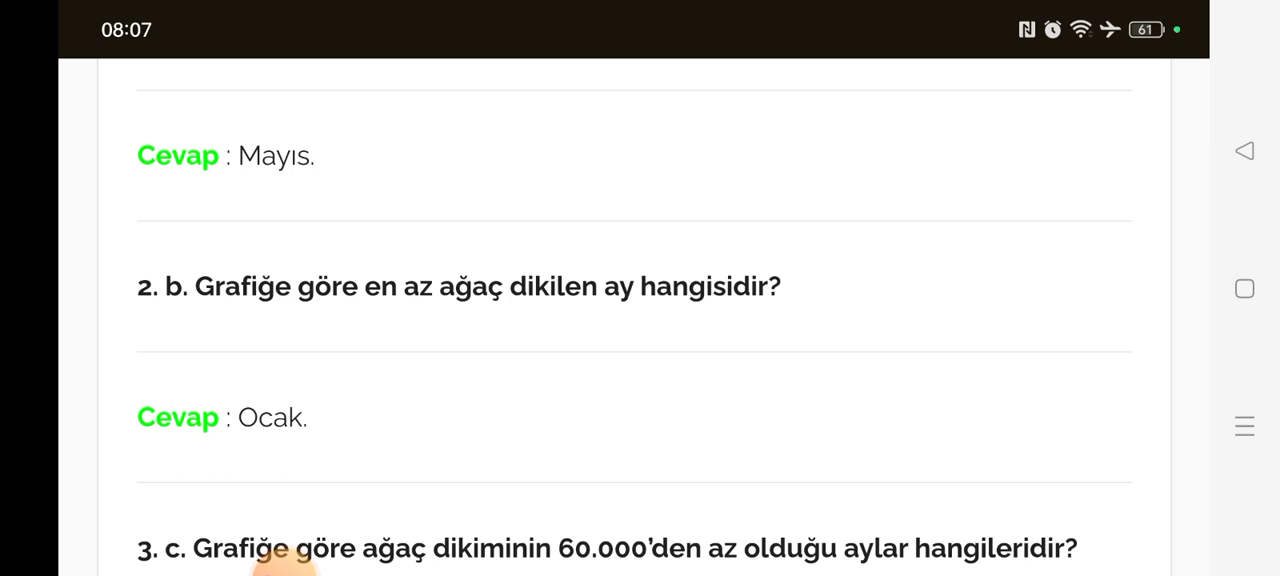 08:07
61
Cevap : Mayıs.
2. b. Grafiğe göre en az ağaç dikilen ay hangisidir?
Cevap : Ocak.
3. c. Grafiğe göre ağaç dikiminin 60.000’den az olduğu aylar hangileridir?